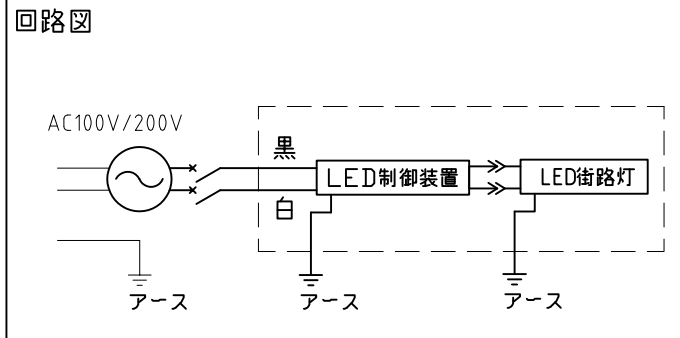 回路図
AC100V/200V
黒
LED制御装置
LED街路灯
白
アース
アース
アース